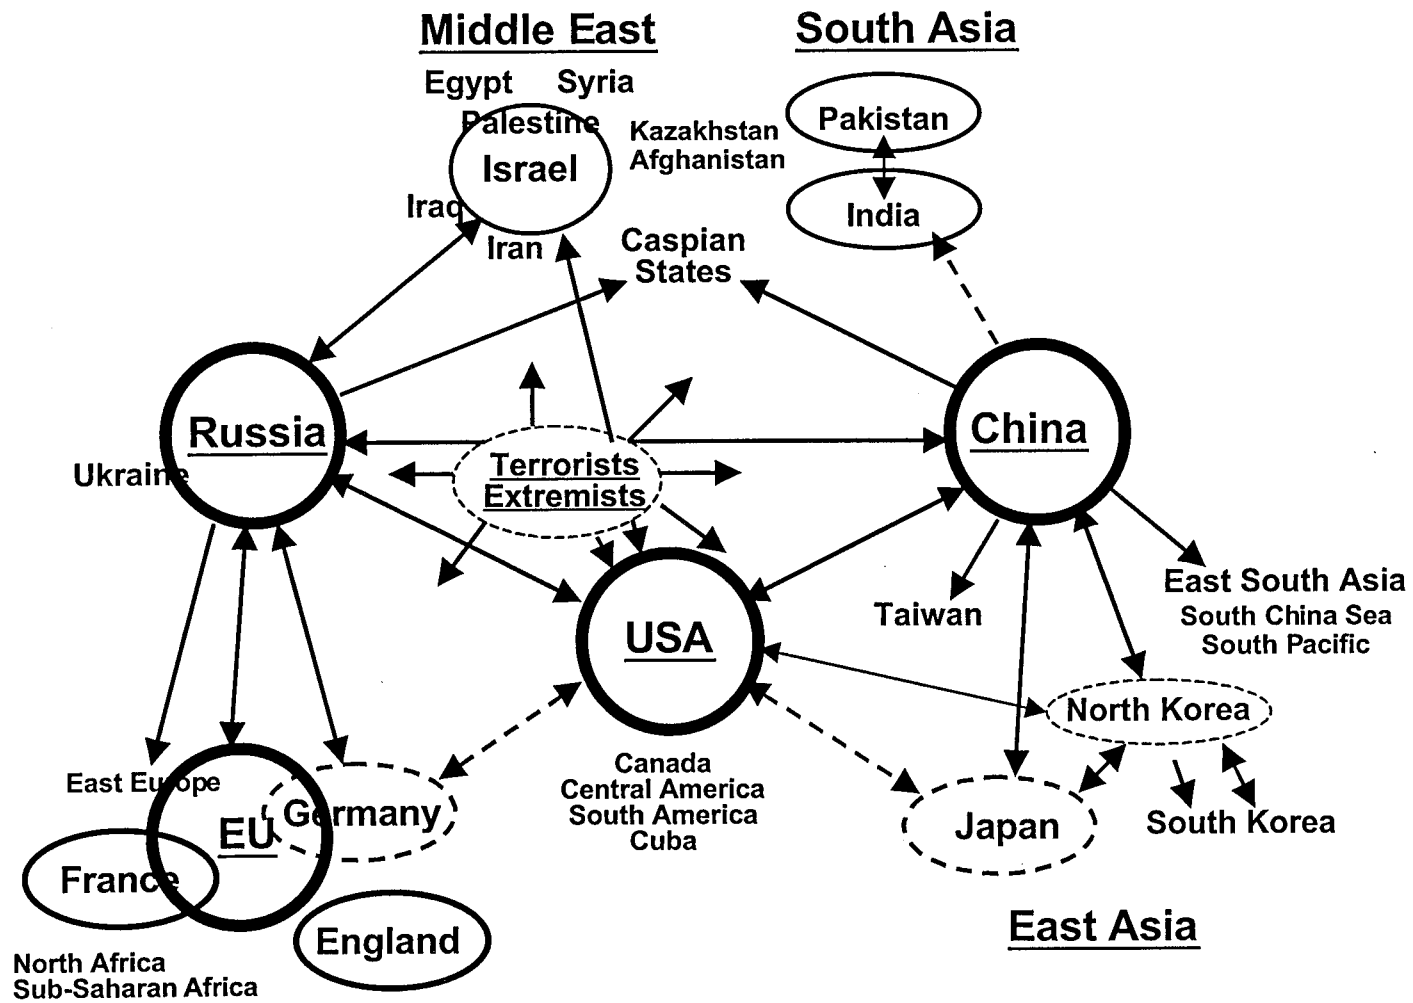 Middle East
South Asia
Egypt
Syria
Palestine
Israel
Kazakhstan
Afghanistan
Pakistan
India
Iraq
Iran
Caspian
States
Russia
Ukraine
Terrorists
Extremists
China
USA
Taiwan
East South Asia
South China Sea
South Pacific
North Korea
Canada
Central America
South America
Cuba
East Europe
EU
Germany
Japan
South Korea
France
England
East Asia
North Africa
Sub-Saharan Africa